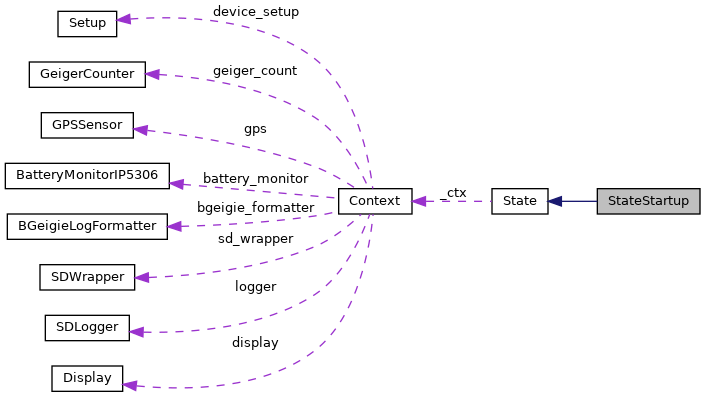 device_setup
Setup
geiger_count
GeigerCounter
gps
GPSSensor
battery_monitor
BatteryMonitorIP5306
bgeigie_formatter
BGeigieLogFormatter
sd_wrapper
SDWrapper
logger
SDLogger
display
Display
Context
_ctx
State
StateStartup